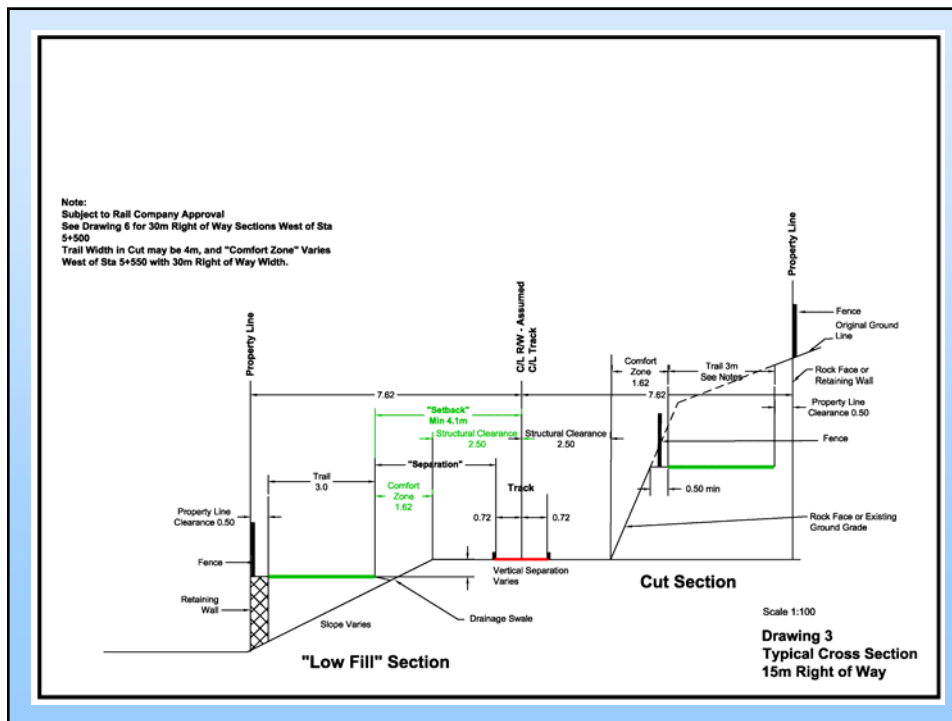 Note:
Subject to Rail Company Approval
See Drawing 6 for 30m Right of Way Sections West of Sta
5+500
Trail Width in Cut may be 4m, and "Comfort Zone" Varies
West of Sta 5+550 with 30m Right of Way Width.
Property Line
C/L R/W - Assumed
C/L Track
Property Line
Fence
Original Ground
Line
Rock Face or
Retaining Wall
Property Line
Clearance 0.50
Fence
Comfort
Zone
1.62
Trail 3m
See Notes
7.62
7.62
"Setback"
Min 4.1m
Structural Clearance
2.50
Structural Clearance
2.50
"Separation"
Trail
3.0
Comfort
Zone
1.62
Track
0.72
0.72
0.50 min
Property Line
Clearance 0.50
Fence
Retaining
Wall
Slope Varies
Vertical Separation
Varies
Drainage Swale
Rock Face or Existing
Ground Grade
Cut Section
"Low Fill" Section
Scale 1:100
Drawing 3
Typical Cross Section
15m Right of Way